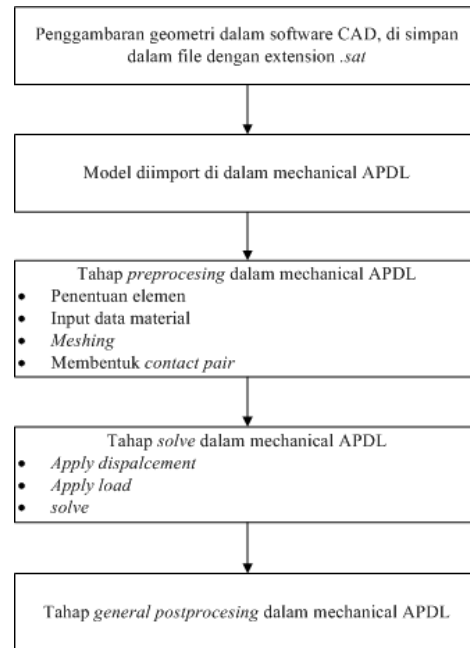 Penggambaran geometri dalam software CAD, di simpan
dalam file dengan extension .sat
Model diimport di dalam mechanical APDL
Tahap preprocesing dalam mechanical APDL
• Penentuan elemen
• Input data material
• Meshing
• Membentuk contact pair
Tahap solve dalam mechanical APDL
• Apply dispalcement
• Apply load
• solve
Tahap general postprocesing dalam mechanical APDL